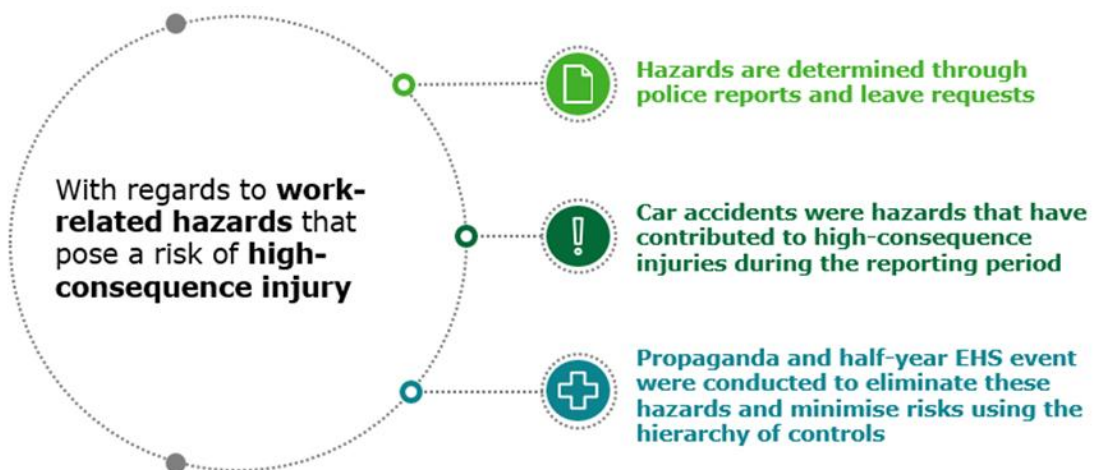 With regards to work-
related hazards that
pose a risk of high-
consequence injury
Hazards are determined through
police reports and leave requests
Car accidents were hazards that have
contributed to high-consequence
injuries during the reporting period
Propaganda and half-year EHS event
were conducted to eliminate these
hazards and minimise risks using the
hierarchy of controls